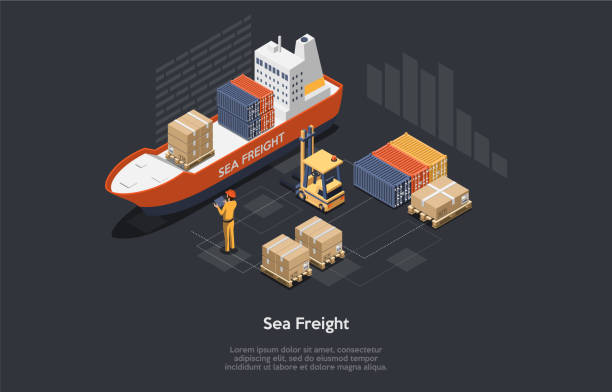 SEA FREIGHT
Sea Freight
Lorem ipsum dolor sit amet, consectetur
adipiscing elit, sed do eiusmod tempor
incididunt ut labore et dolore magna aliqua.